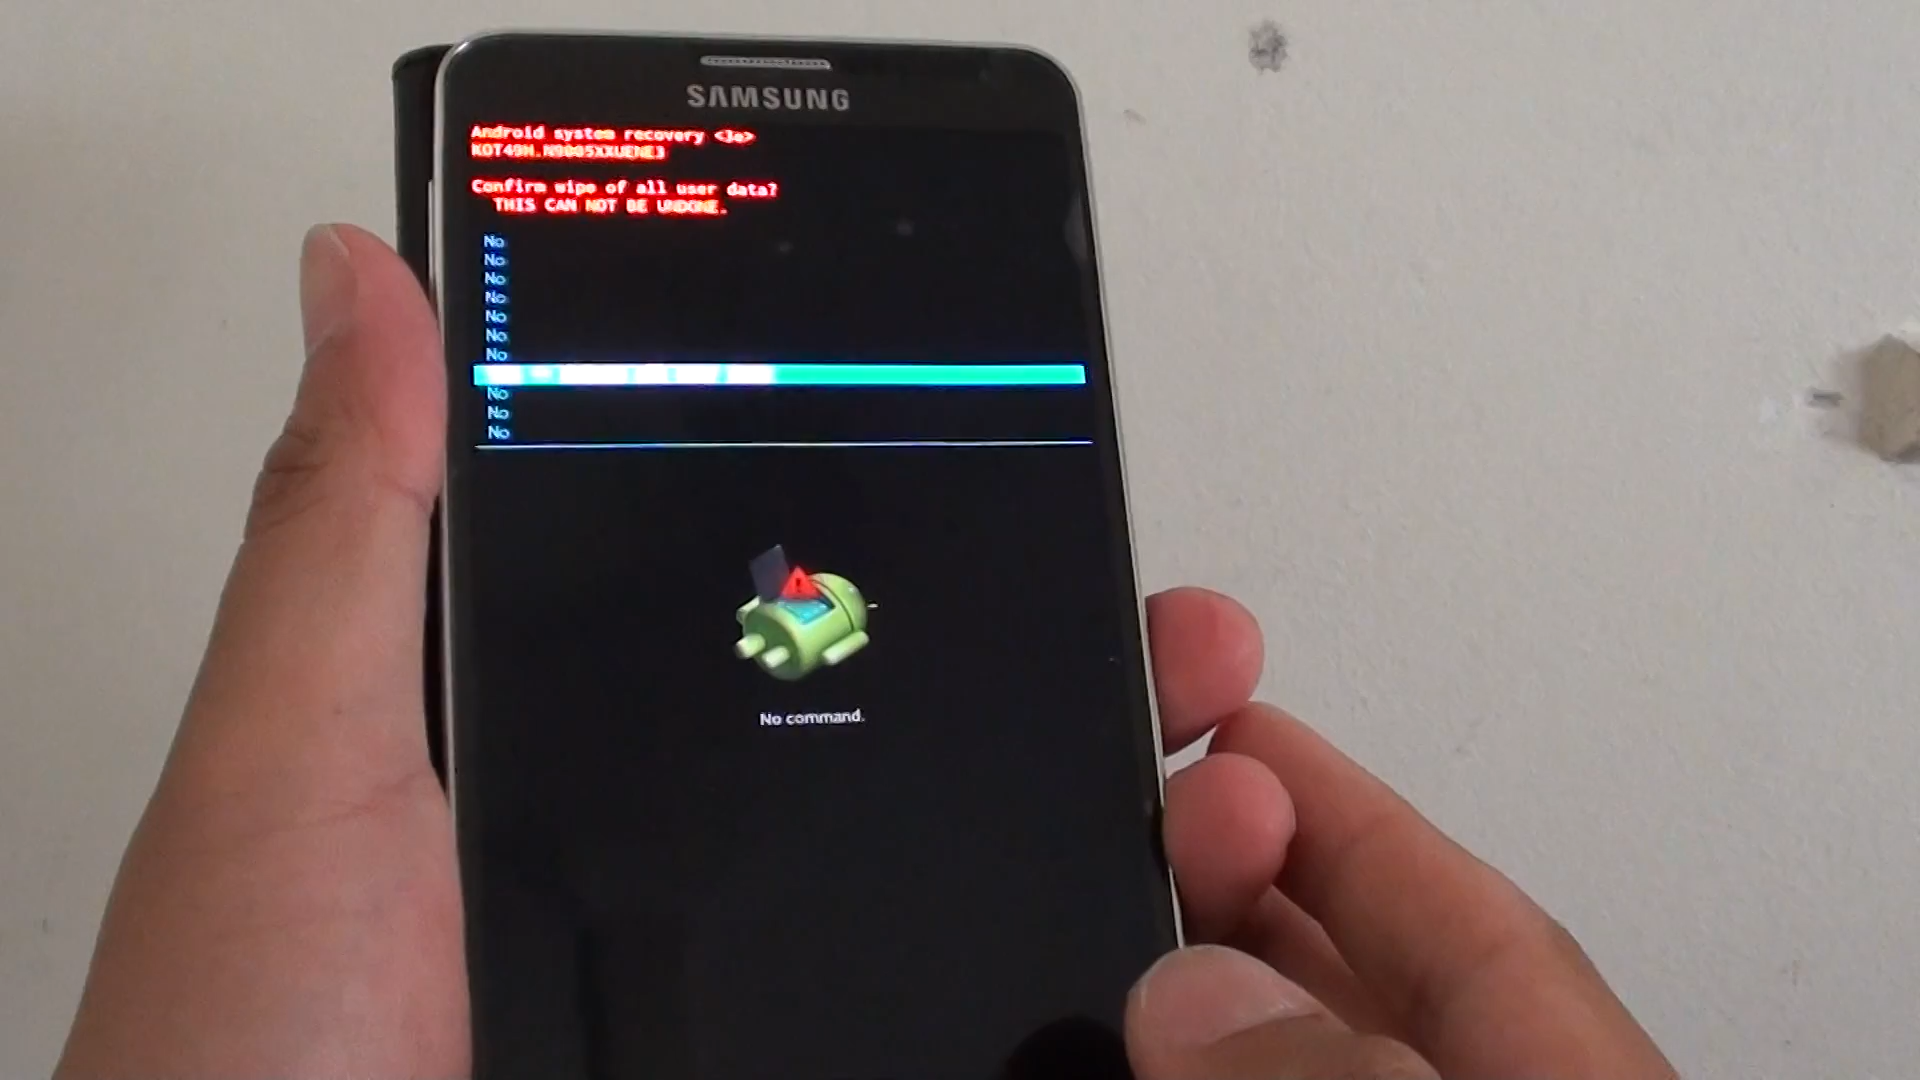 SAMSUNG
Android system recovery <3e>
KOT49H.N9005XXUENE3
Confirm wipe of all user data?
THIS CAN NOT BE UNDONE.
No
No
No
No
No
No
No
No
No
No
No command.